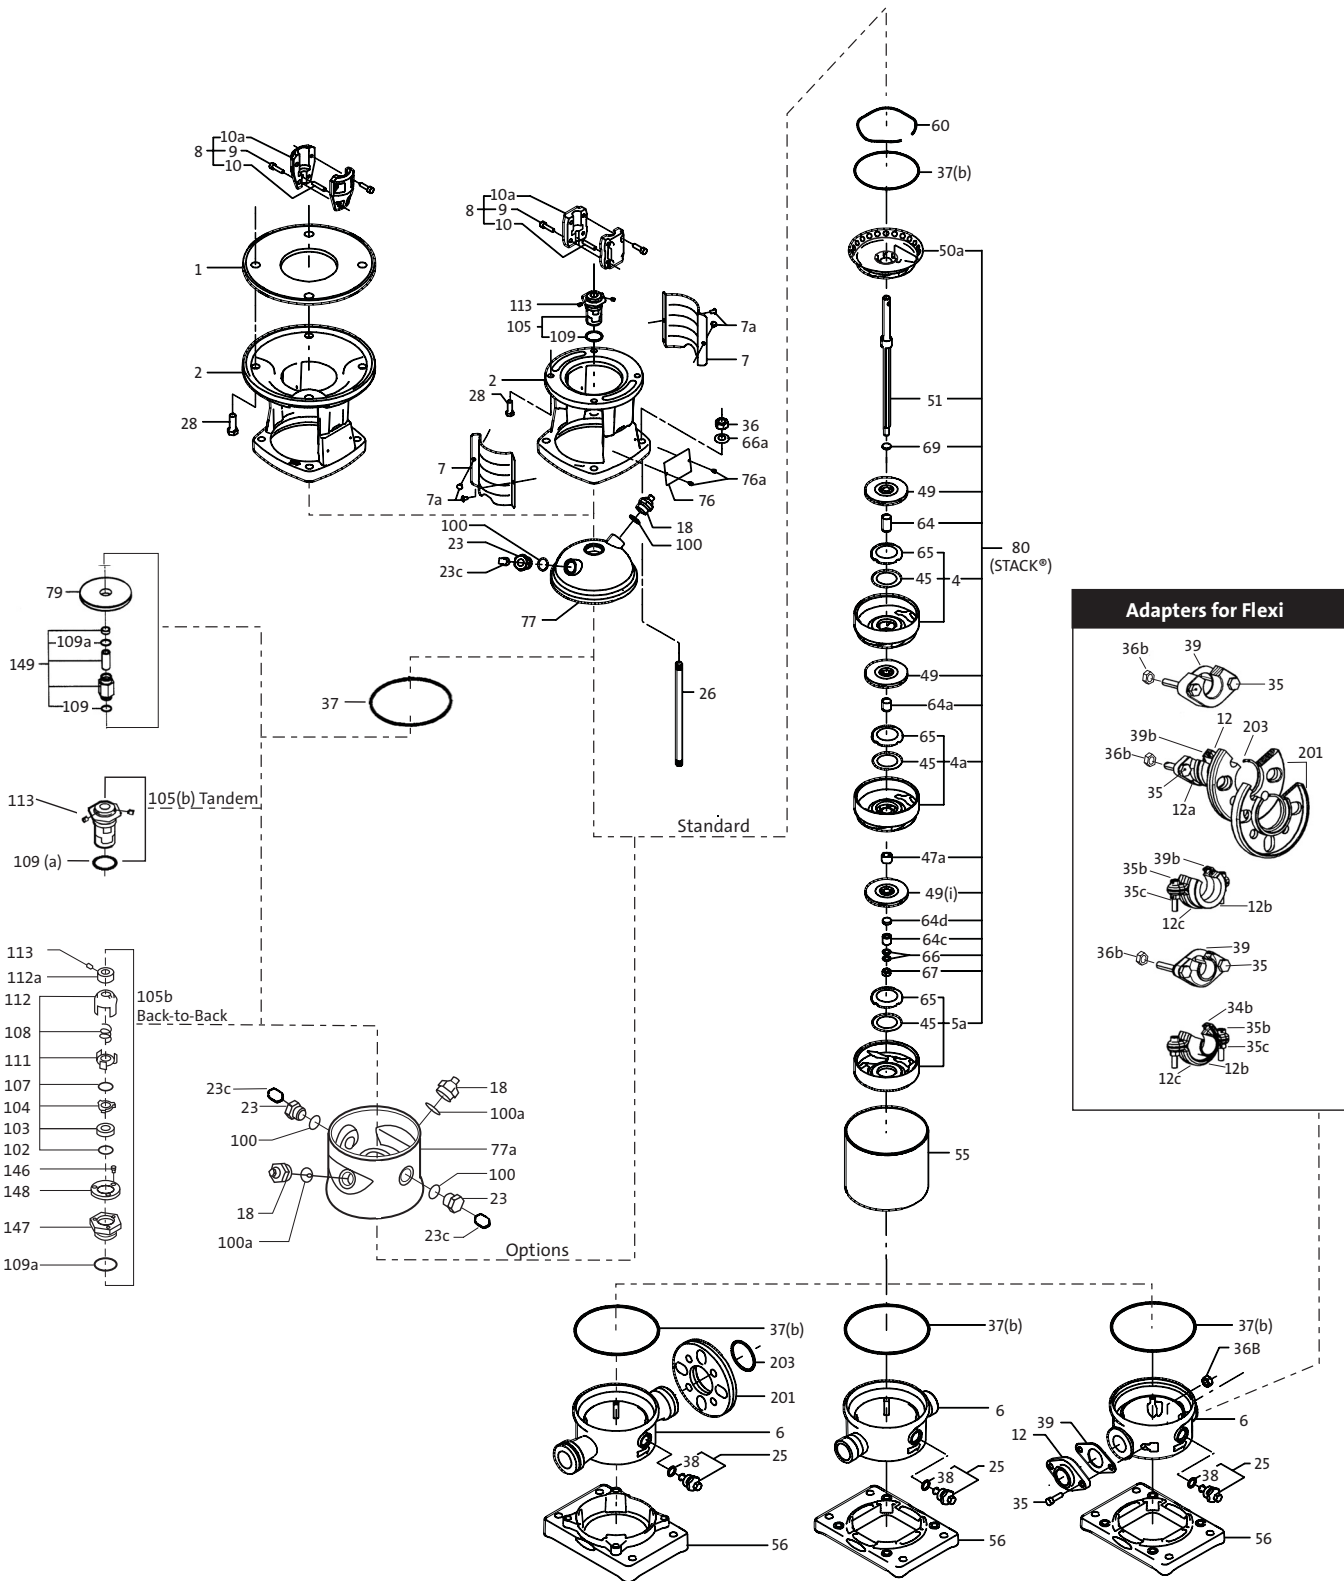 10a
8
9
10
1
2
28
10a
8
9
10
113
105
109
7a
7
2
28
36
66a
7
7a
76a
76
18
100
100
23
23c
77
37
26
79
109a
149
109
113
105(b) Tandem
109 (a)
Standard
113
112a
112
108
111
107
104
103
102
146
148
147
109a
105b
Back-to-Back
23c
23
100
18
100a
77a
100
23
18
100a
23c
Options
60
37(b)
50a
51
69
49
64
65
45
4
80
(STACK®)
49
64a
65
45
4a
47a
49(i)
64d
64c
66
67
65
45
5a
55
Adapters for Flexi
36b
39
35
12
203
39b
201
36b
35
12a
39b
35b
35c
12b
12c
39
36b
35
34b
35b
35c
12b
12c
37(b)
203
201
6
38
25
56
37(b)
6
38
25
56
37(b)
36B
6
39
12
38
25
35
56